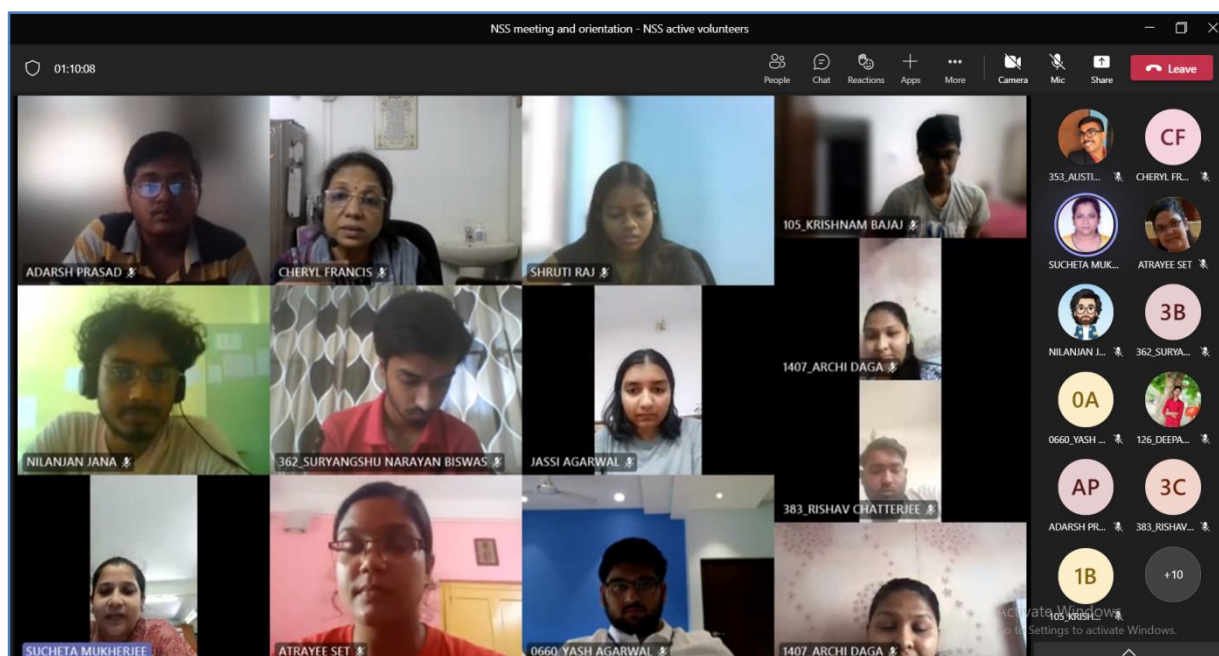 NSS meeting and orientation - NSS active volunteers
01:10:08
People
Chat
Reactions
Apps
More
Camera
Mic
Share
Leave
ADARSH PRASAD
CHERYL FRANCIS
SHRUTI RAJ
105_KRISHNAM BAJAJ
1407_ARCHI DAGA
NILANJAN JANA
362_SURYANGSHU NARAYAN BISWAS
JASSI AGARWAL
383_RISHAV CHATTERJEE
SUCHETA MUKHERJEE
ATRAYEE SET
0660_YASH AGARWAL
1407_ARCHI DAGA
353_AUSTI...
CF
CHERYL FR...
SUCHETA MUK...
ATRAYEE SET
NILANJAN J...
3B
362_SURYA...
0A
0660_YASH ...
126_DEEPA...
AP
ADARSH PR...
3C
383_RISHAV...
1B
105_KRISH...
+10
Activate Windows
Go to Settings to activate Windows.